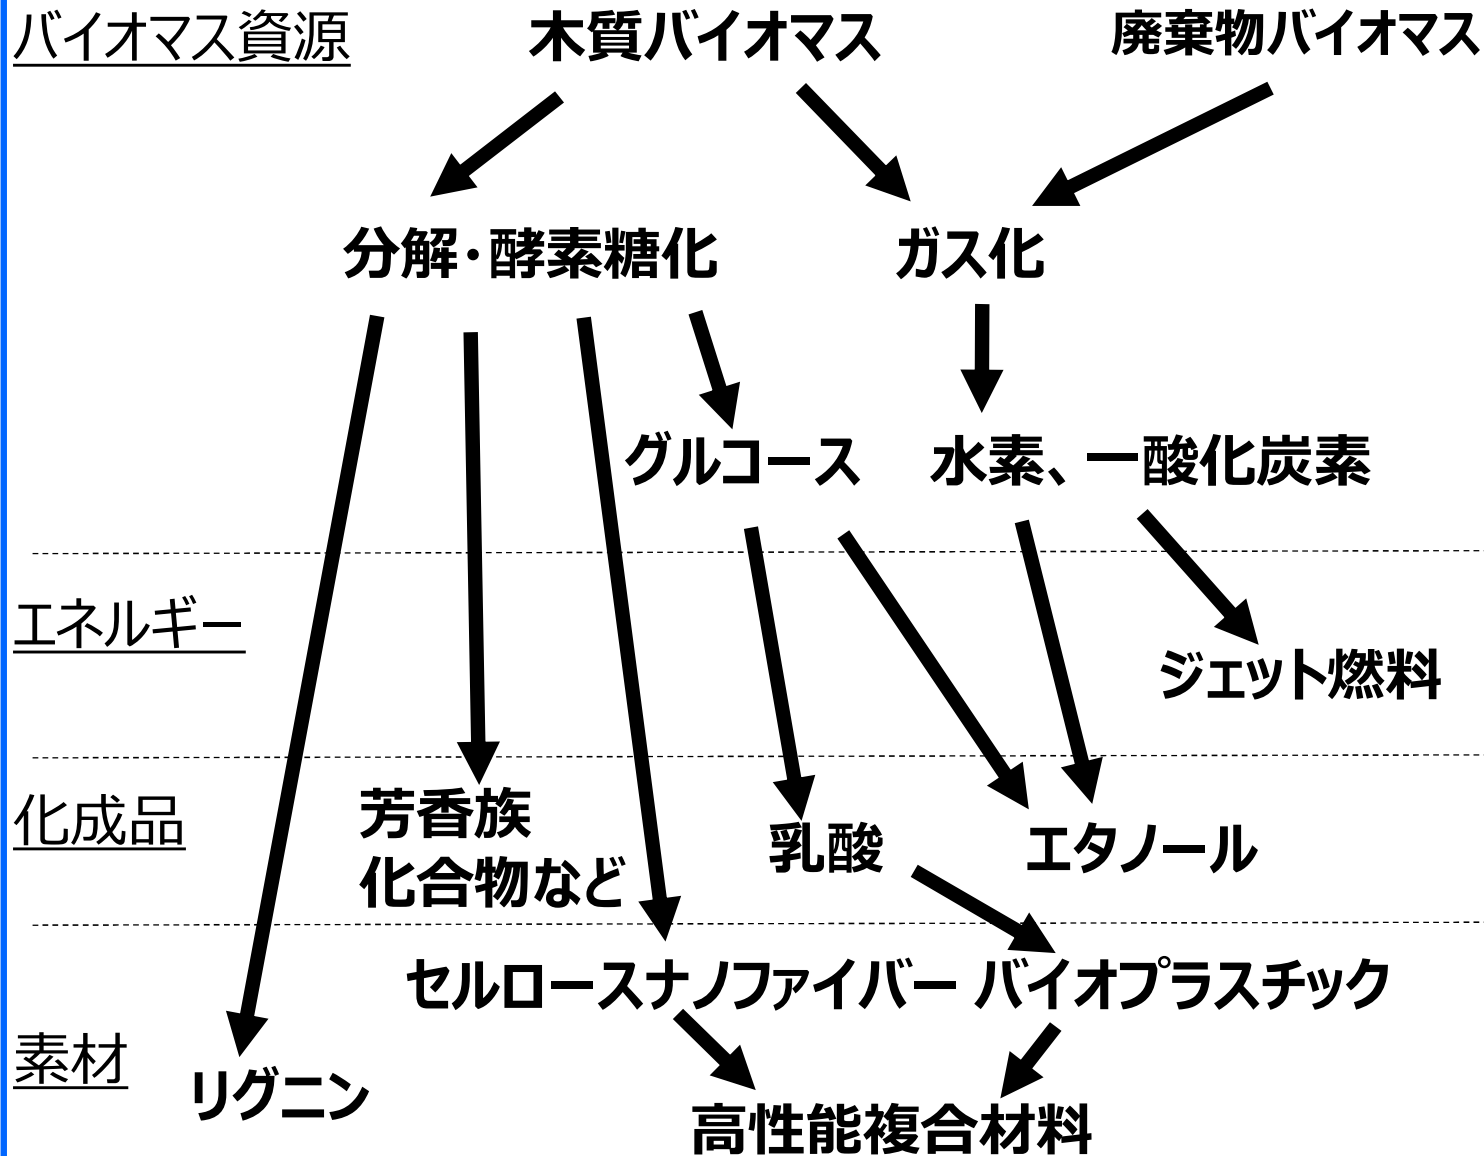 バイオマス資源
木質バイオマス
廃棄物バイオマス
分解・酵素糖化
ガス化
グルコース
水素、一酸化炭素
エネルギー
ジェット燃料
化成品
芳香族
化合物など
乳酸
エタノール
セルロースナノファイバー
バイオプラスチック
素材
リグニン
高性能複合材料